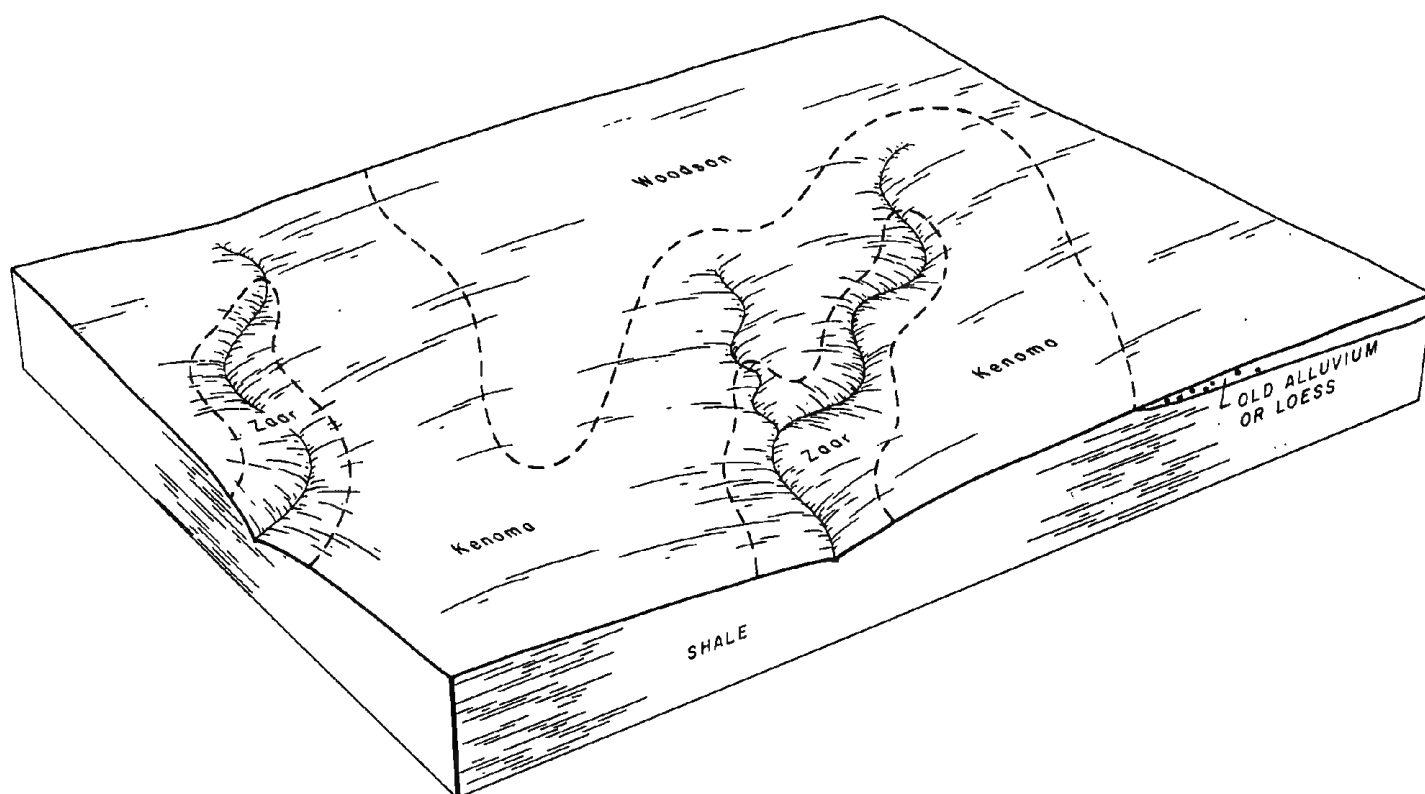 Woodson
Kenoma
Zaar
Zaar
Kenoma
OLD ALLUVIUM
OR LOESS
SHALE